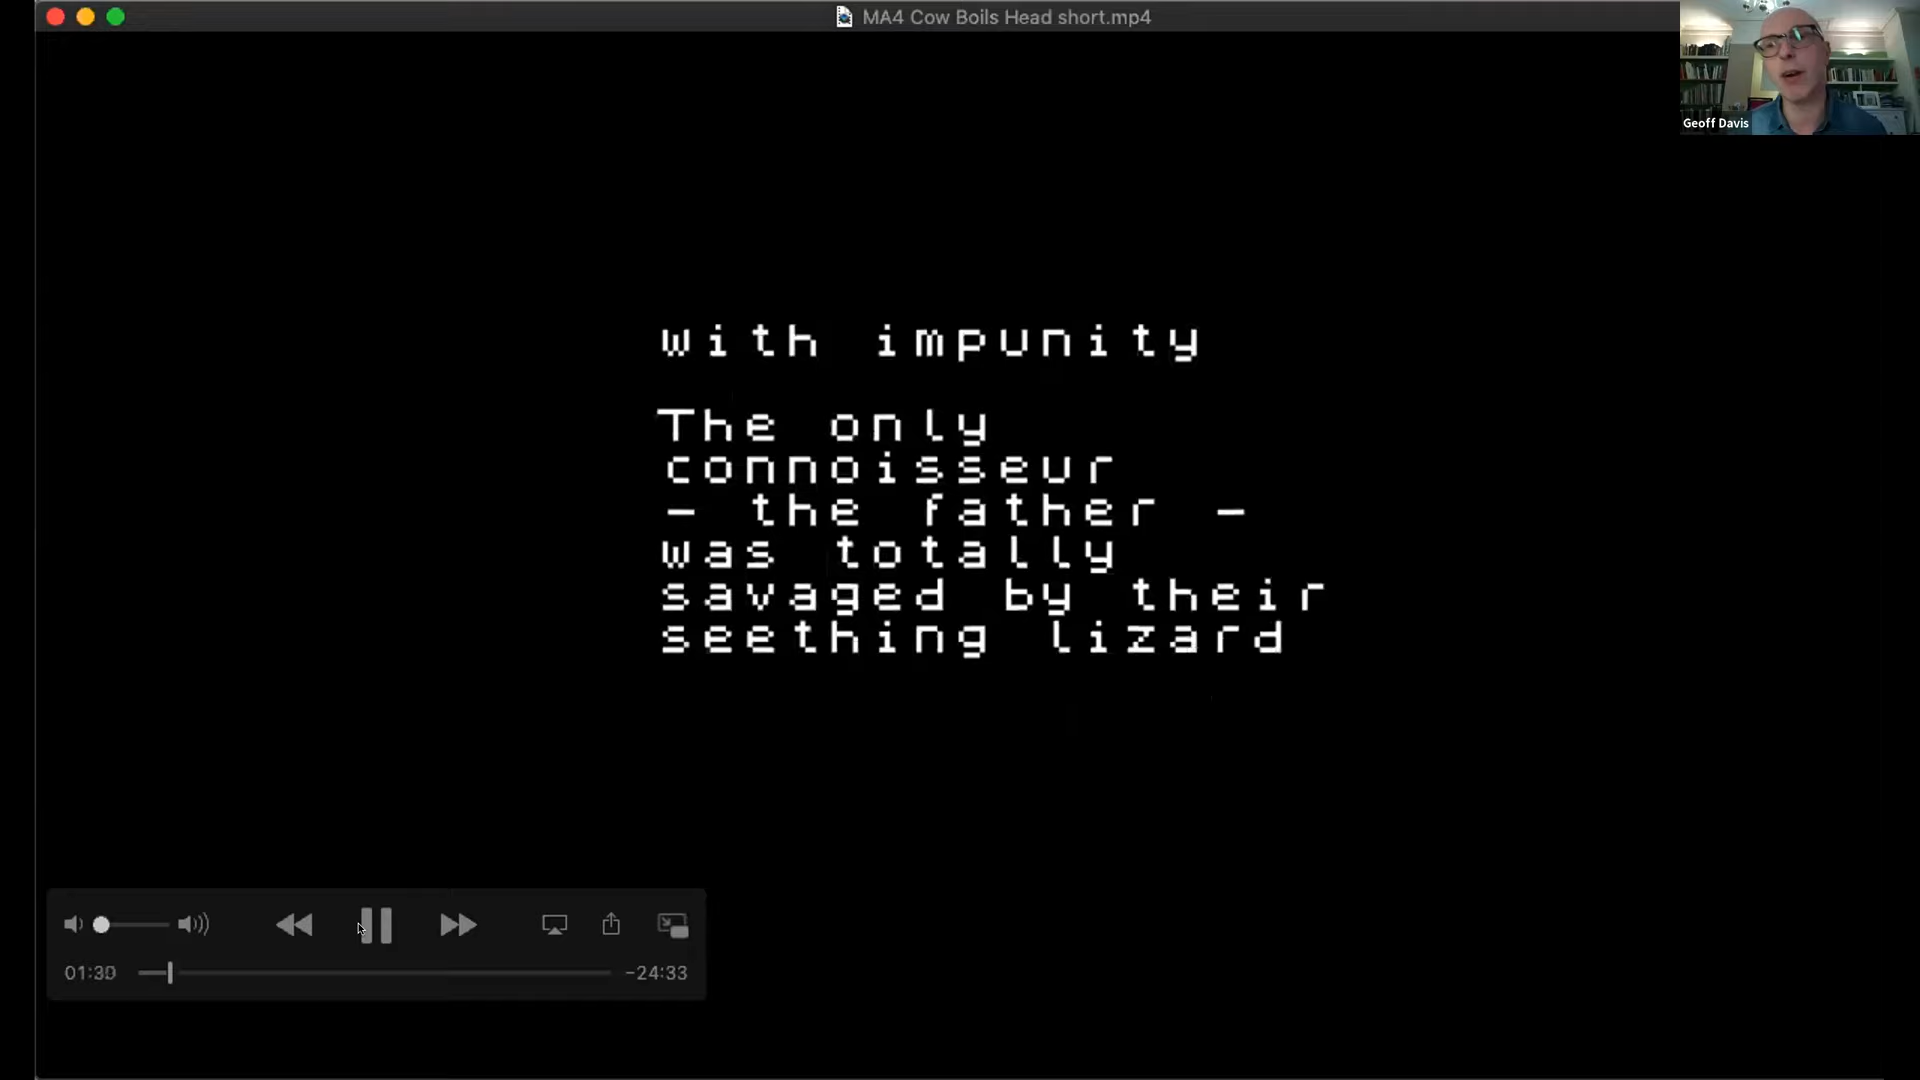 MA4 Cow Boils Head short.mp4
Geoff Davis
with impunity
The only
connoisseur
- the father -
was totally
savaged by their
seething lizard
01:30
-24:33